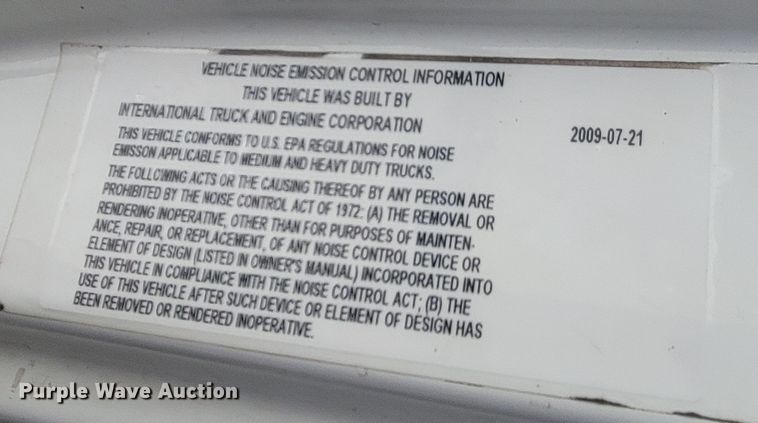 VEHICLE NOISE EMISSION CONTROL INFORMATION
THIS VEHICLE WAS BUILT BY
INTERNATIONAL TRUCK AND ENGINE CORPORATION
2009-07-21
THIS VEHICLE CONFORMS TO U.S. EPA REGULATIONS FOR NOISE
EMISSON APPLICABLE TO MEDIUM AND HEAVY DUTY TRUCKS.
THE FOLLOWING ACTS OR THE CAUSING THEREOF BY ANY PERSON ARE
PROHIBITED BY THE NOISE CONTROL ACT OF 1972: (A) THE REMOVAL OR
RENDERING INOPERATIVE, OTHER THAN FOR PURPOSES OF MAINTEN-
ANCE, REPAIR, OR REPLACEMENT, OF ANY NOISE CONTROL DEVICE OR
ELEMENT OF DESIGN (LISTED IN OWNER'S MANUAL) INCORPORATED INTO
THIS VEHICLE IN COMPLIANCE WITH THE NOISE CONTROL ACT; (B) THE
USE OF THIS VEHICLE AFTER SUCH DEVICE OR ELEMENT OF DESIGN HAS
BEEN REMOVED OR RENDERED INOPERATIVE.
Purple Wave Auction